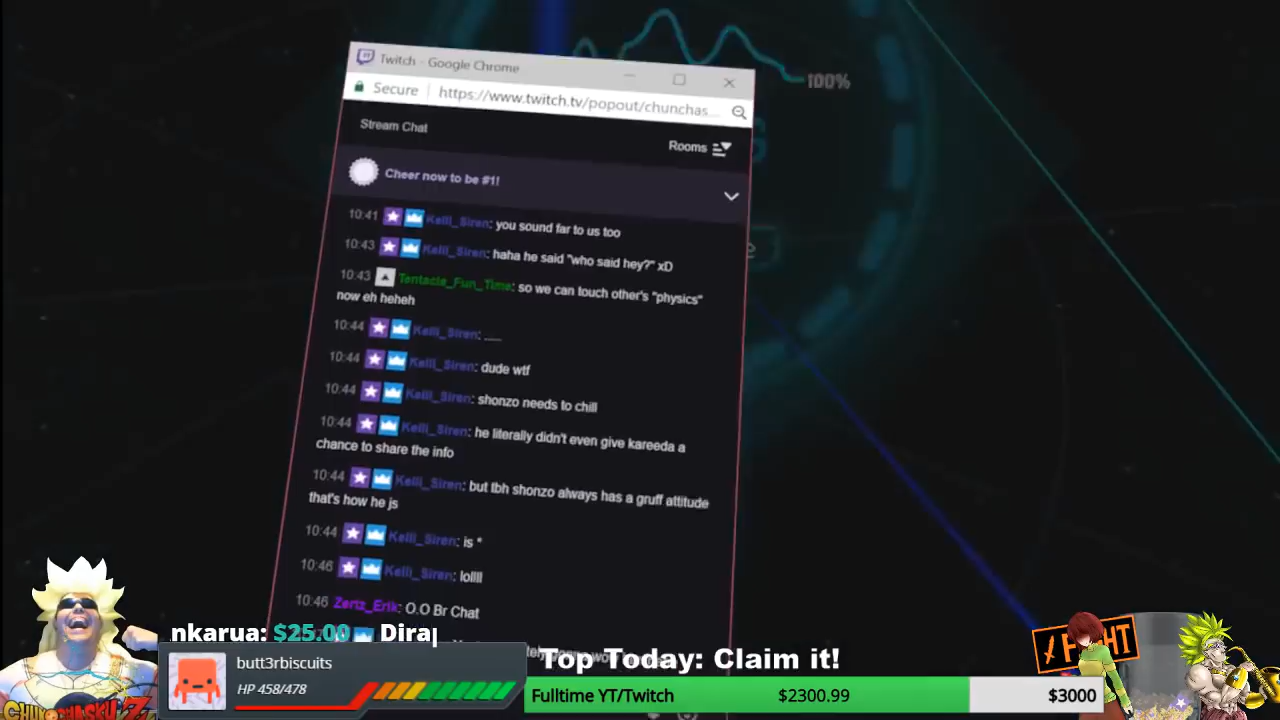 100%
Twitch - Google Chrome
Secure | https://www.twitch.tv/popout/chunchas...
Stream Chat
Rooms
Cheer now to be #1!
10:41 Kelli_Siren: you sound far to us too
10:43 Kelli_Siren: haha he said "who said hey?" xD
10:43 Tentacle_Fun_Time: so we can touch other's "physics"
now eh heheh
10:44 Kelli_Siren: .....
10:44 Kelli_Siren: dude wtf
10:44 Kelli_Siren: shonzo needs to chill
10:44 Kelli_Siren: he literally didn't even give kareeda a
chance to share the info
10:44 Kelli_Siren: but tbh shonzo always has a gruff attitude
that's how he js
10:44 Kelli_Siren: is *
10:46 Kelli_Siren: lollll
10:46 Zertz_Erik: O.O Br Chat
nkarua: $25.00 Dirap
butt3rbiscuits
HP 458/478
Top Today: Claim it!
Fulltime YT/Twitch $2300.99 $3000
/FIGHT